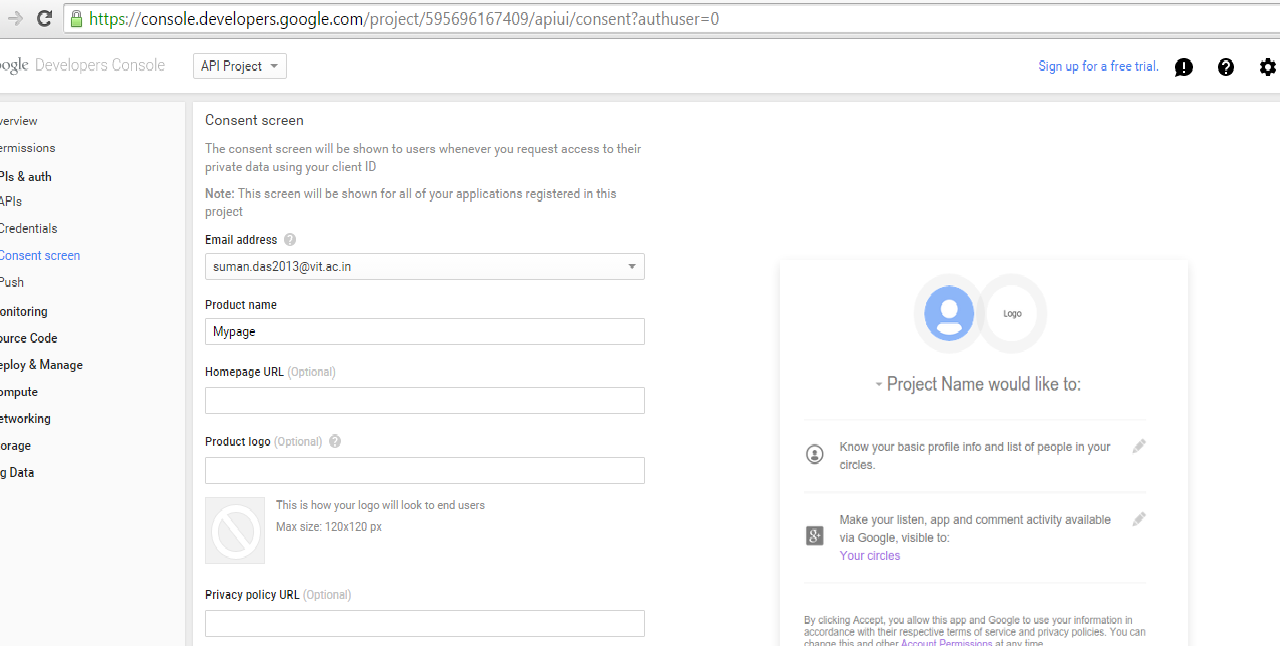 https://console.developers.google.com/project/595696167409/apiui/consent?authuser=0
oogle Developers Console
API Project
Sign up for a free trial.
verview
ermissions
PIs & auth
APIs
Credentials
Consent screen
Push
onitoring
ource Code
eploy & Manage
ompute
etworking
orage
g Data
Consent screen
The consent screen will be shown to users whenever you request access to their
private data using your client ID
Note: This screen will be shown for all of your applications registered in this
project
Email address ?
suman.das2013@vit.ac.in
Product name
Mypage
Homepage URL (Optional)
Product logo (Optional) ?
This is how your logo will look to end users
Max size: 120x120 px
Privacy policy URL (Optional)
Logo
Project Name would like to:
Know your basic profile info and list of people in your
circles.
Make your listen, app and comment activity available
via Google, visible to:
Your circles
By clicking Accept, you allow this app and Google to use your information in
accordance with their respective terms of service and privacy policies. You can
change this and other Account Permissions at any time.